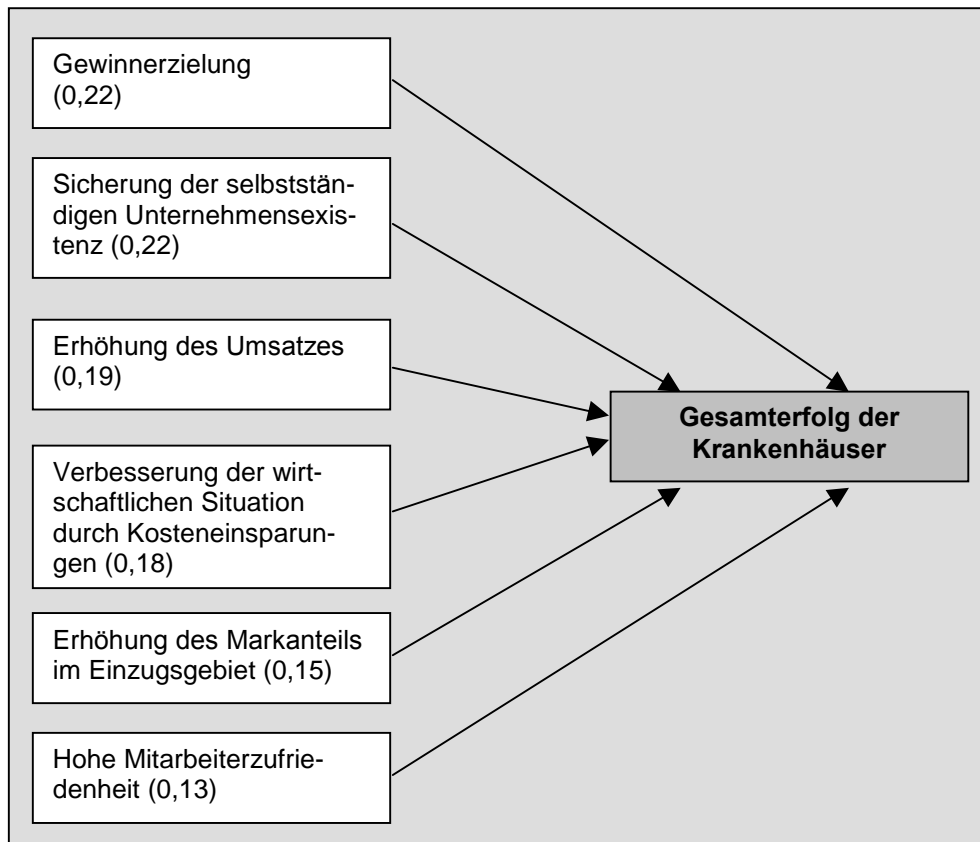 Gewinnerzielung
(0,22)
Sicherung der selbststän-
digen Unternehmensexis-
tenz (0,22)
Erhöhung des Umsatzes
(0,19)
Verbesserung der wirt-
schaftlichen Situation
durch Kosteneinsparun-
gen (0,18)
Erhöhung des Markanteils
im Einzugsgebiet (0,15)
Hohe Mitarbeiterzufrie-
denheit (0,13)
Gesamterfolg der
Krankenhäuser